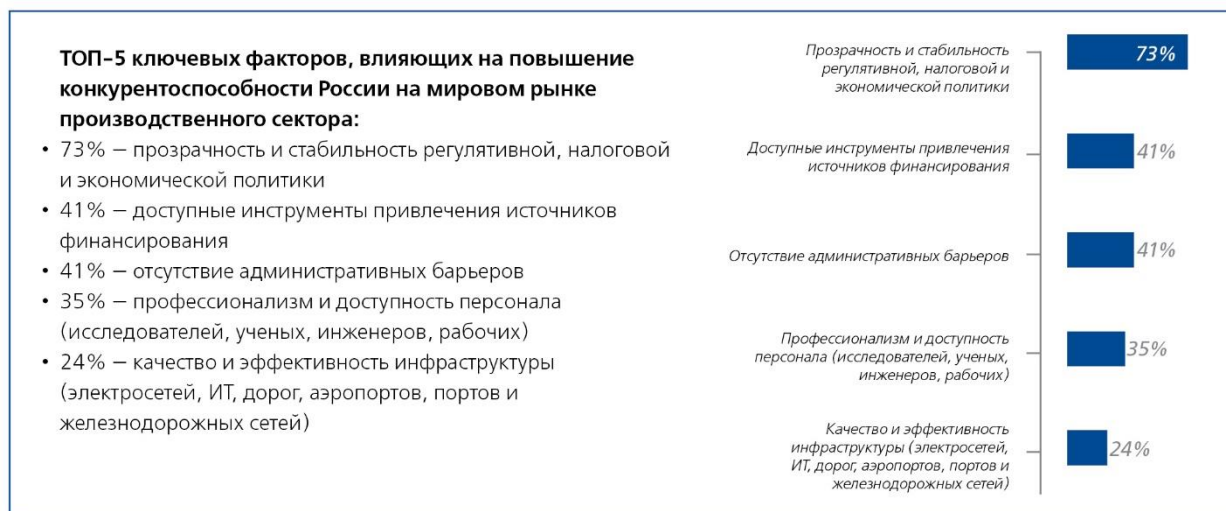 ТОП–5 ключевых факторов, влияющих на повышение
конкурентоспособности России на мировом рынке
производственного сектора:
• 73% – прозрачность и стабильность регулятивной, налоговой
и экономической политики
• 41% – доступные инструменты привлечения источников
финансирования
• 41% – отсутствие административных барьеров
• 35% – профессионализм и доступность персонала
(исследователей, ученых, инженеров, рабочих)
• 24% – качество и эффективность инфраструктуры
(электросетей, ИТ, дорог, аэропортов, портов и
железнодорожных сетей)
Прозрачность и стабильность
регулятивной, налоговой и
экономической политики
73%
Доступные инструменты привлечения
источников финансирования
41%
Отсутствие административных барьеров
41%
Профессионализм и доступность
персонала (исследователей, ученых,
инженеров, рабочих)
35%
Качество и эффективность
инфраструктуры (электросетей,
ИТ, дорог, аэропортов, портов и
железнодорожных сетей)
24%